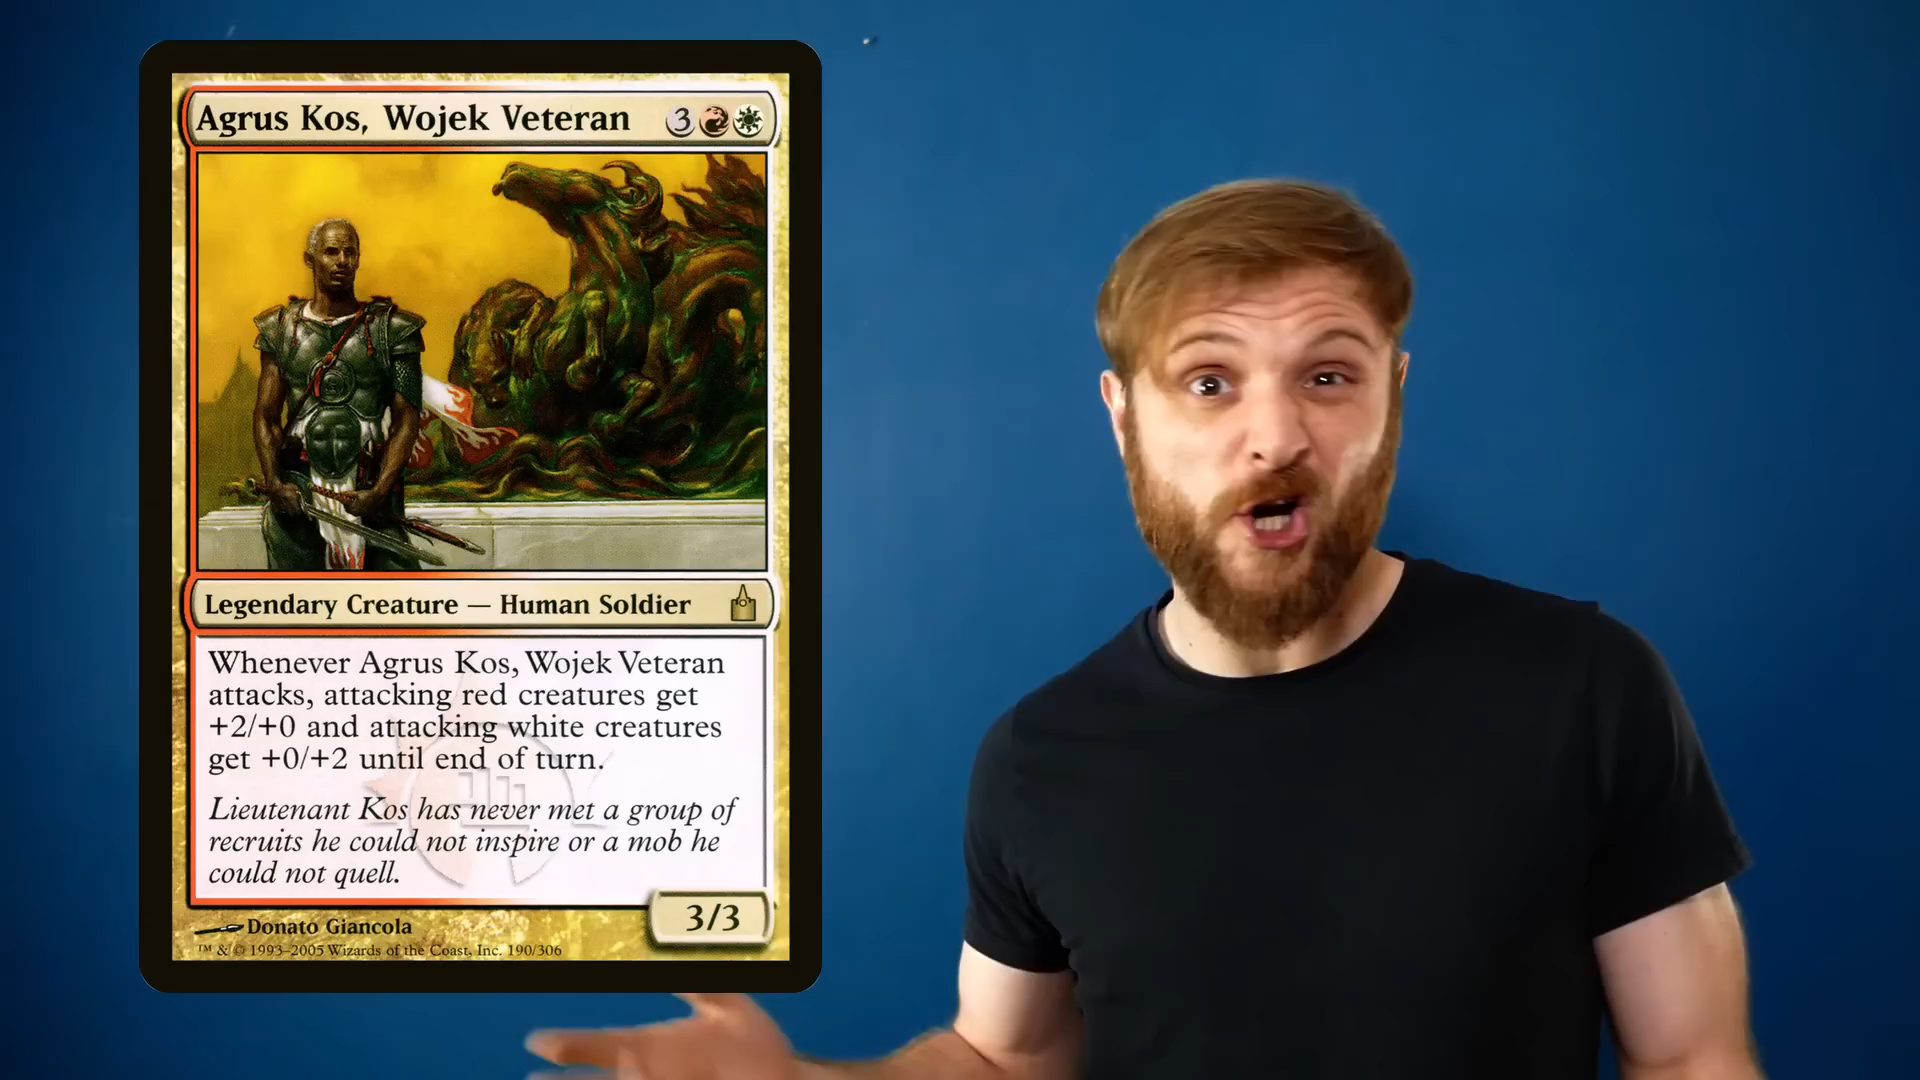 Agrus Kos, Wojek Veteran 3
Legendary Creature — Human Soldier
Whenever Agrus Kos, Wojek Veteran
attacks, attacking red creatures get
+2/+0 and attacking white creatures
get +0/+2 until end of turn.
Lieutenant Kos has never met a group of
recruits he could not inspire or a mob he
could not quell.
3/3
Donato Giancola
™ & © 1993–2005 Wizards of the Coast, Inc. 190/306